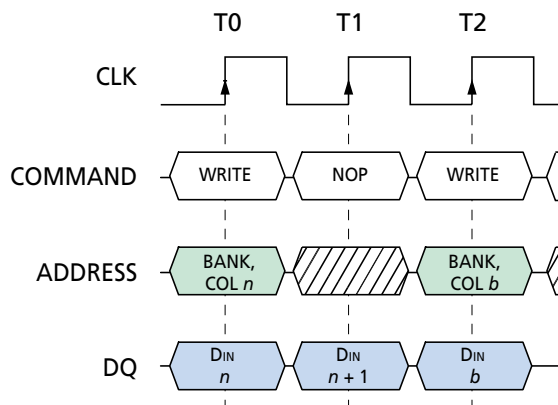 T0 T1 T2
CLK
COMMAND WRITE NOP WRITE
ADDRESS
BANK, BANK,
COL n COL b
DQ
DIN DIN DIN
n n + 1 b